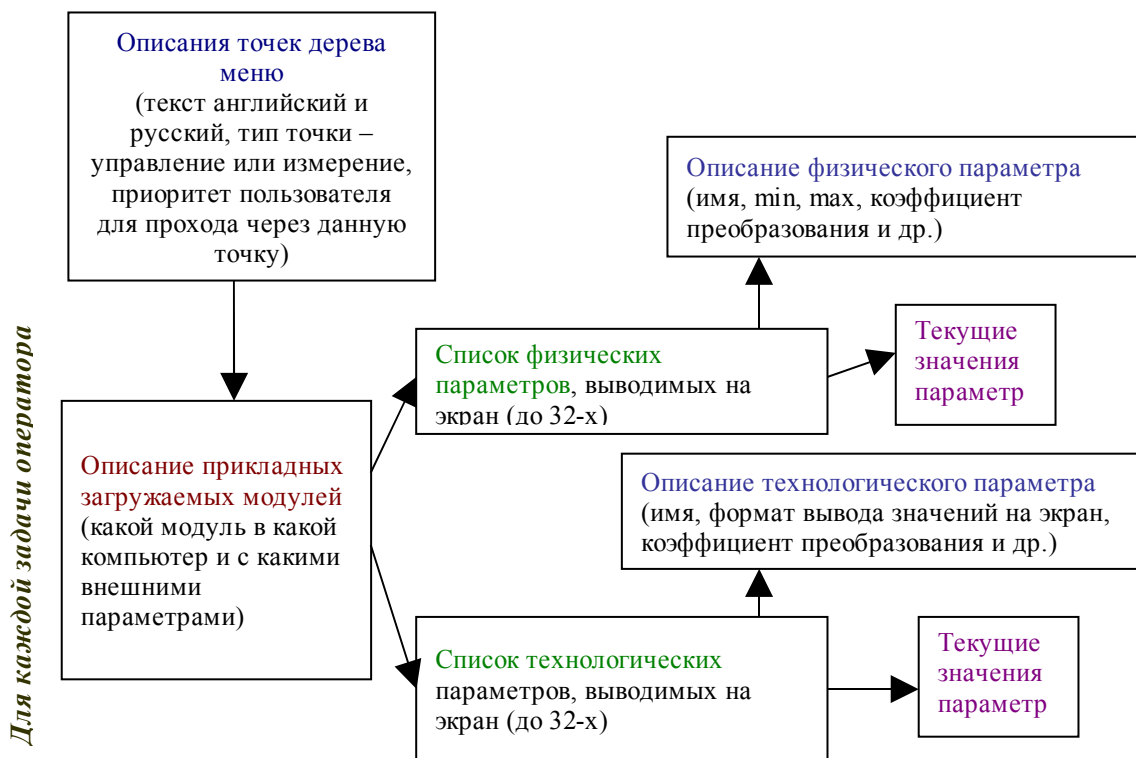 Описания точек дерева
меню
(текст английский и
русский, тип точки –
управление или измерение,
приоритет пользователя
для прохода через данную
точку)
Описание физического параметра
(имя, min, max, коэффициент
преобразования и др.)
Текущие
значения
параметр
Список физических
параметров, выводимых на
экран (до 32-х)
Для каждой задачи оператора
Описание прикладных
загружаемых модулей
(какой модуль в какой
компьютер и с какими
внешними
параметрами)
Описание технологического параметра
(имя, формат вывода значений на экран,
коэффициент преобразования и др.)
Список технологических
параметров, выводимых на
экран (до 32-х)
Текущие
значения
параметр